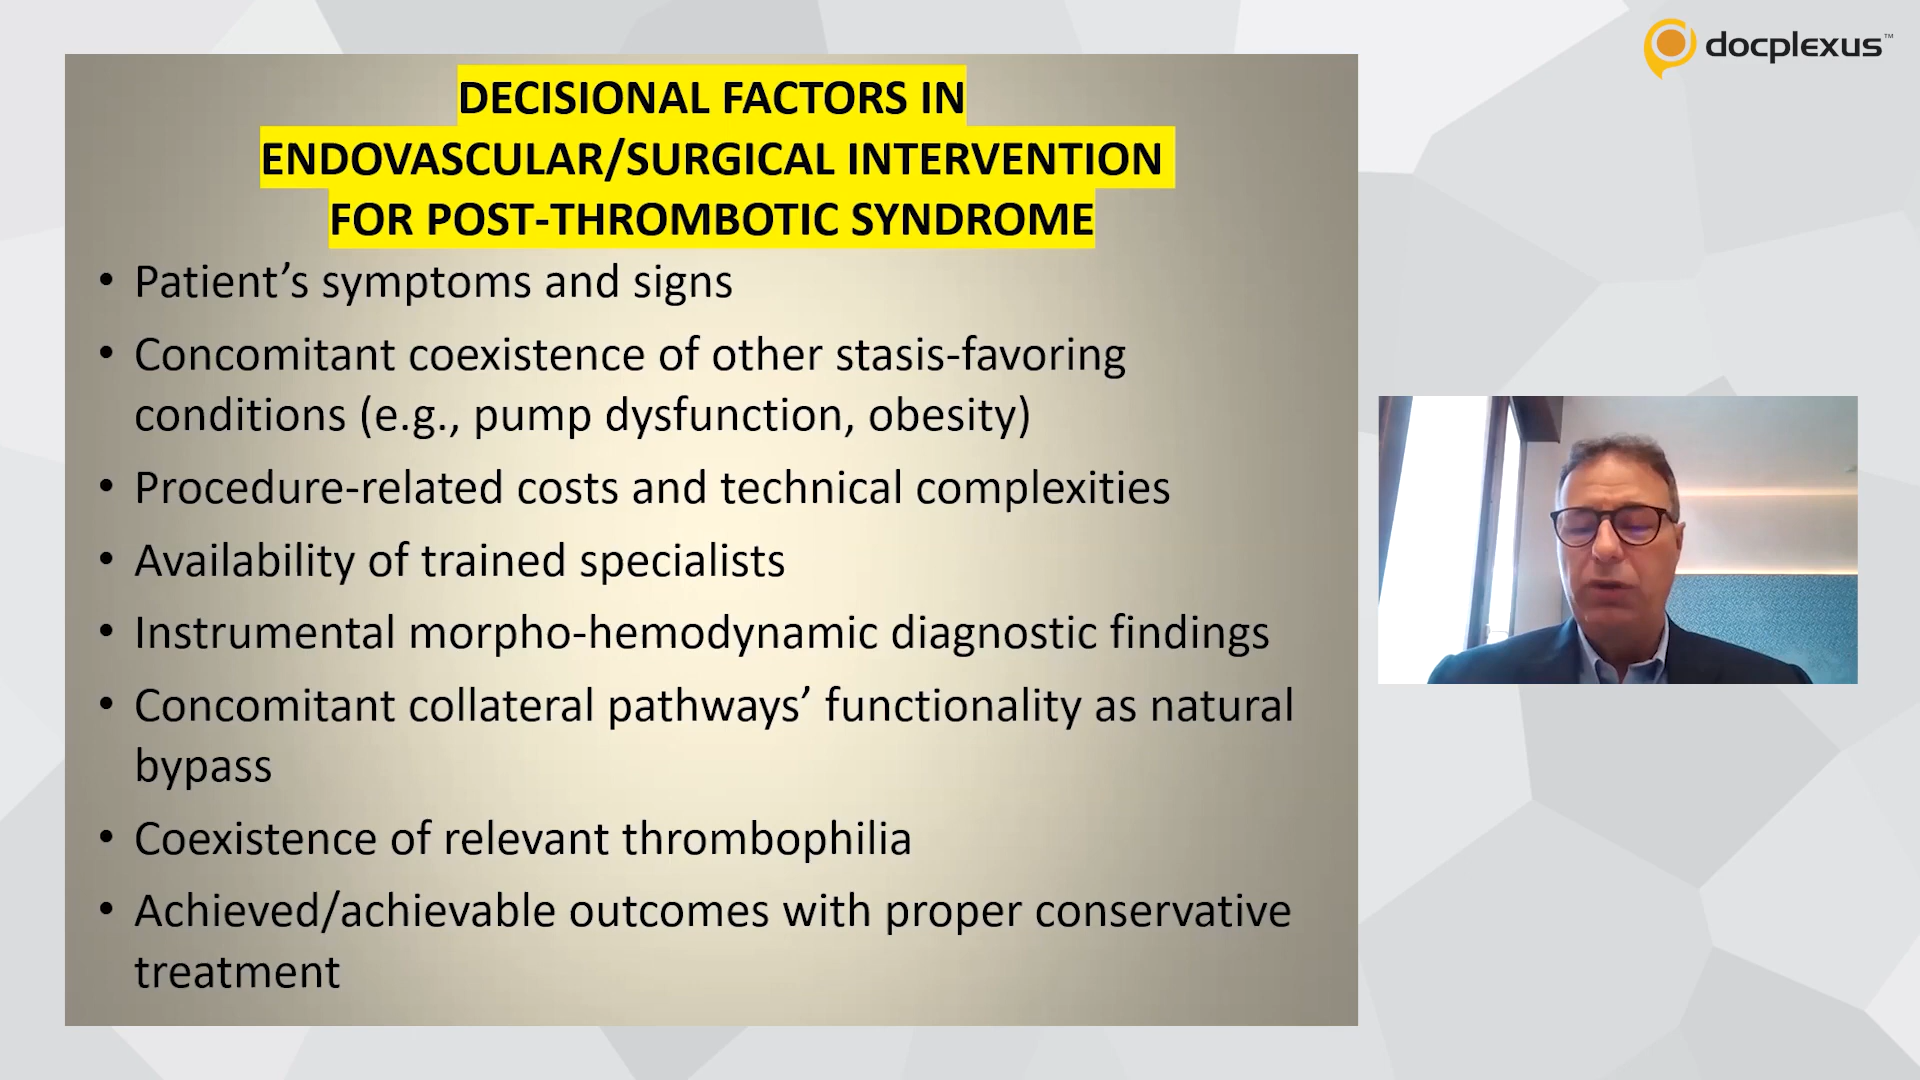 docplexus™
DECISIONAL FACTORS IN
ENDOVASCULAR/SURGICAL INTERVENTION
FOR POST-THROMBOTIC SYNDROME
• Patient’s symptoms and signs
• Concomitant coexistence of other stasis-favoring
conditions (e.g., pump dysfunction, obesity)
• Procedure-related costs and technical complexities
• Availability of trained specialists
• Instrumental morpho-hemodynamic diagnostic findings
• Concomitant collateral pathways’ functionality as natural
bypass
• Coexistence of relevant thrombophilia
• Achieved/achievable outcomes with proper conservative
treatment